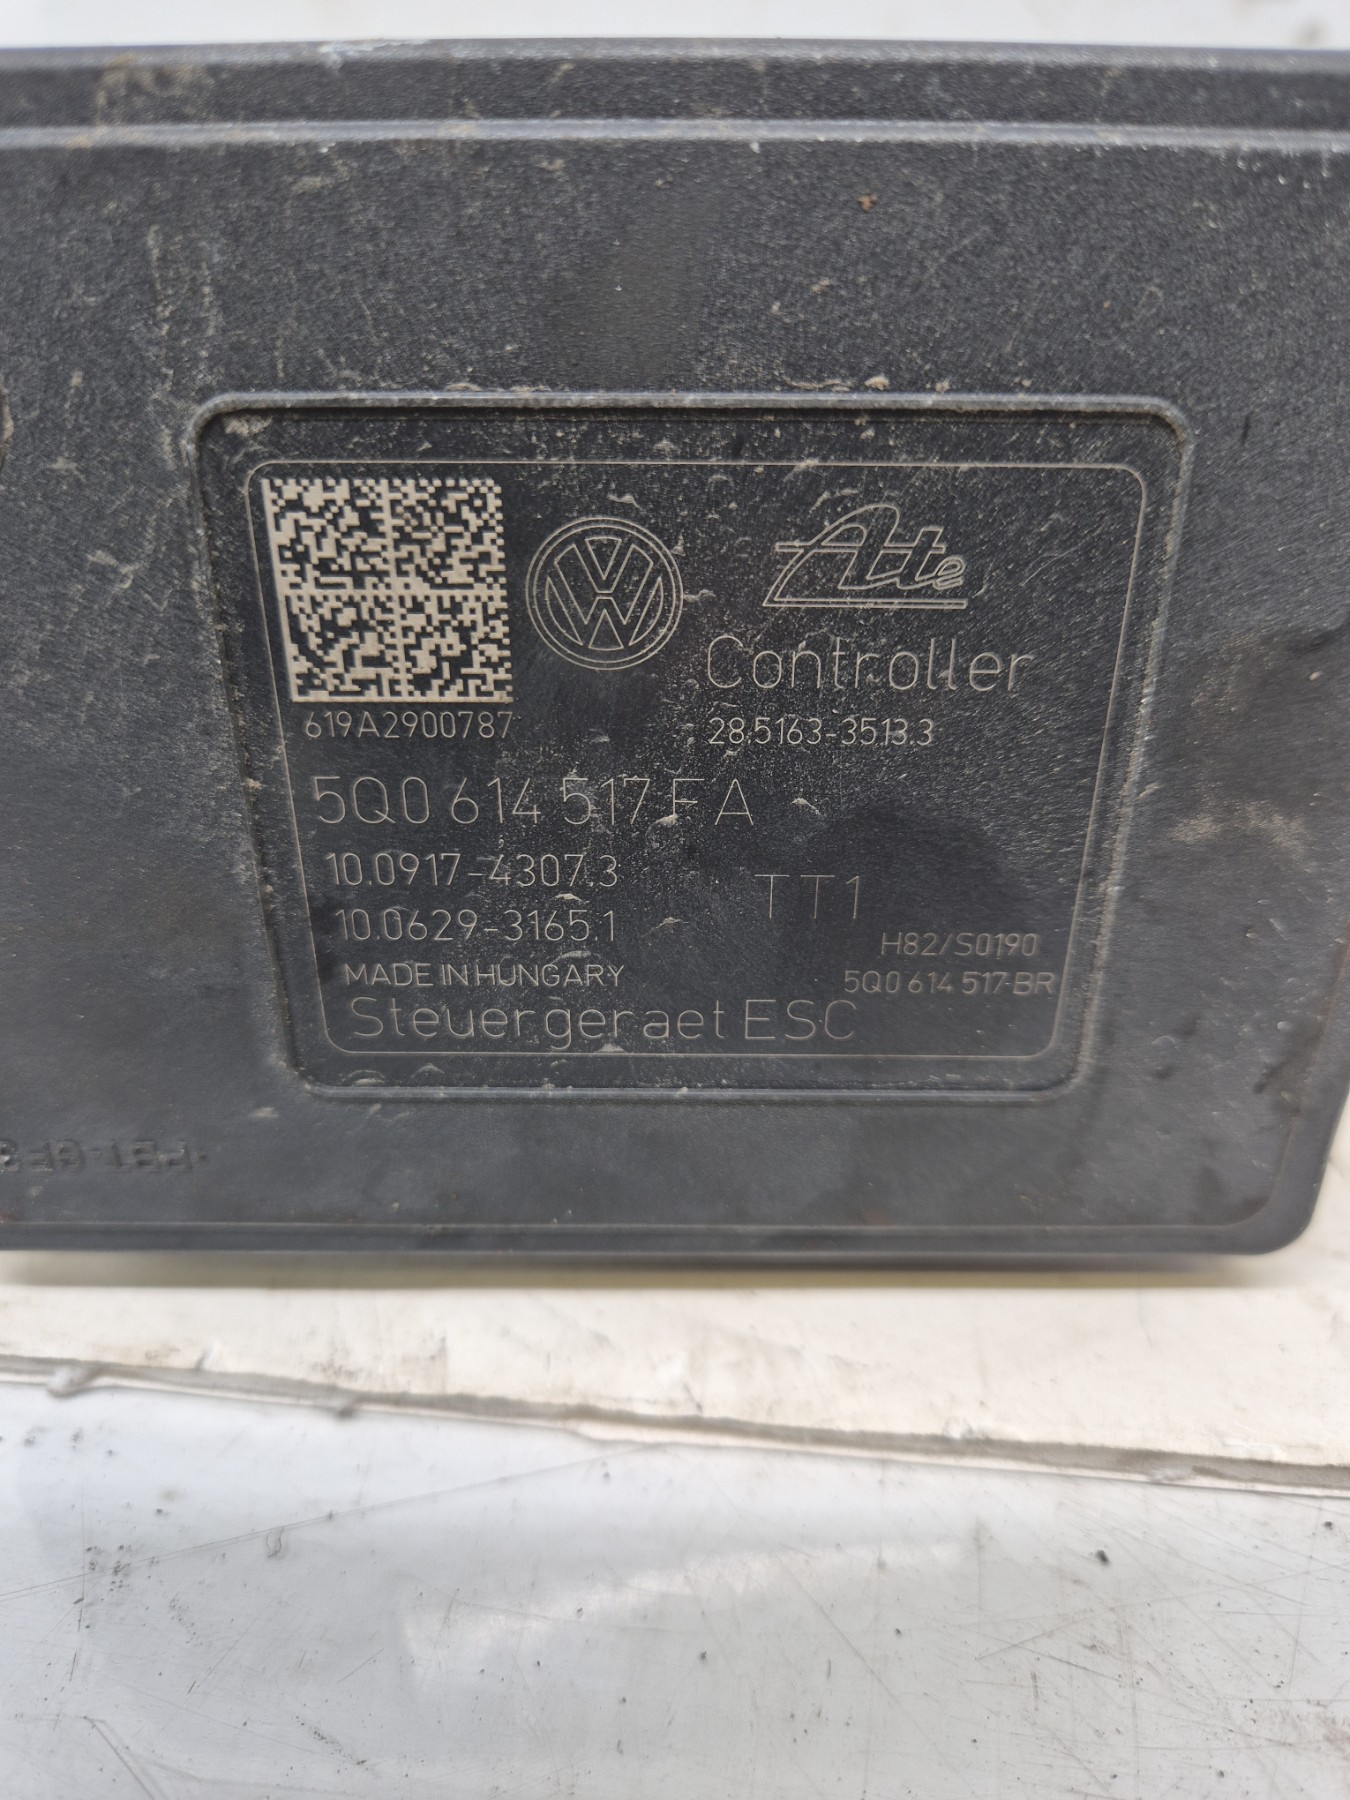 Ate
Controller
619A2900787
28.5163-3513.3
5Q0 614 517 FA
10.0917-4307.3
TT1
10.0629-3165.1
H82/S0190
MADE IN HUNGARY
5Q0 614 517 BR
Steuergeraet ESC